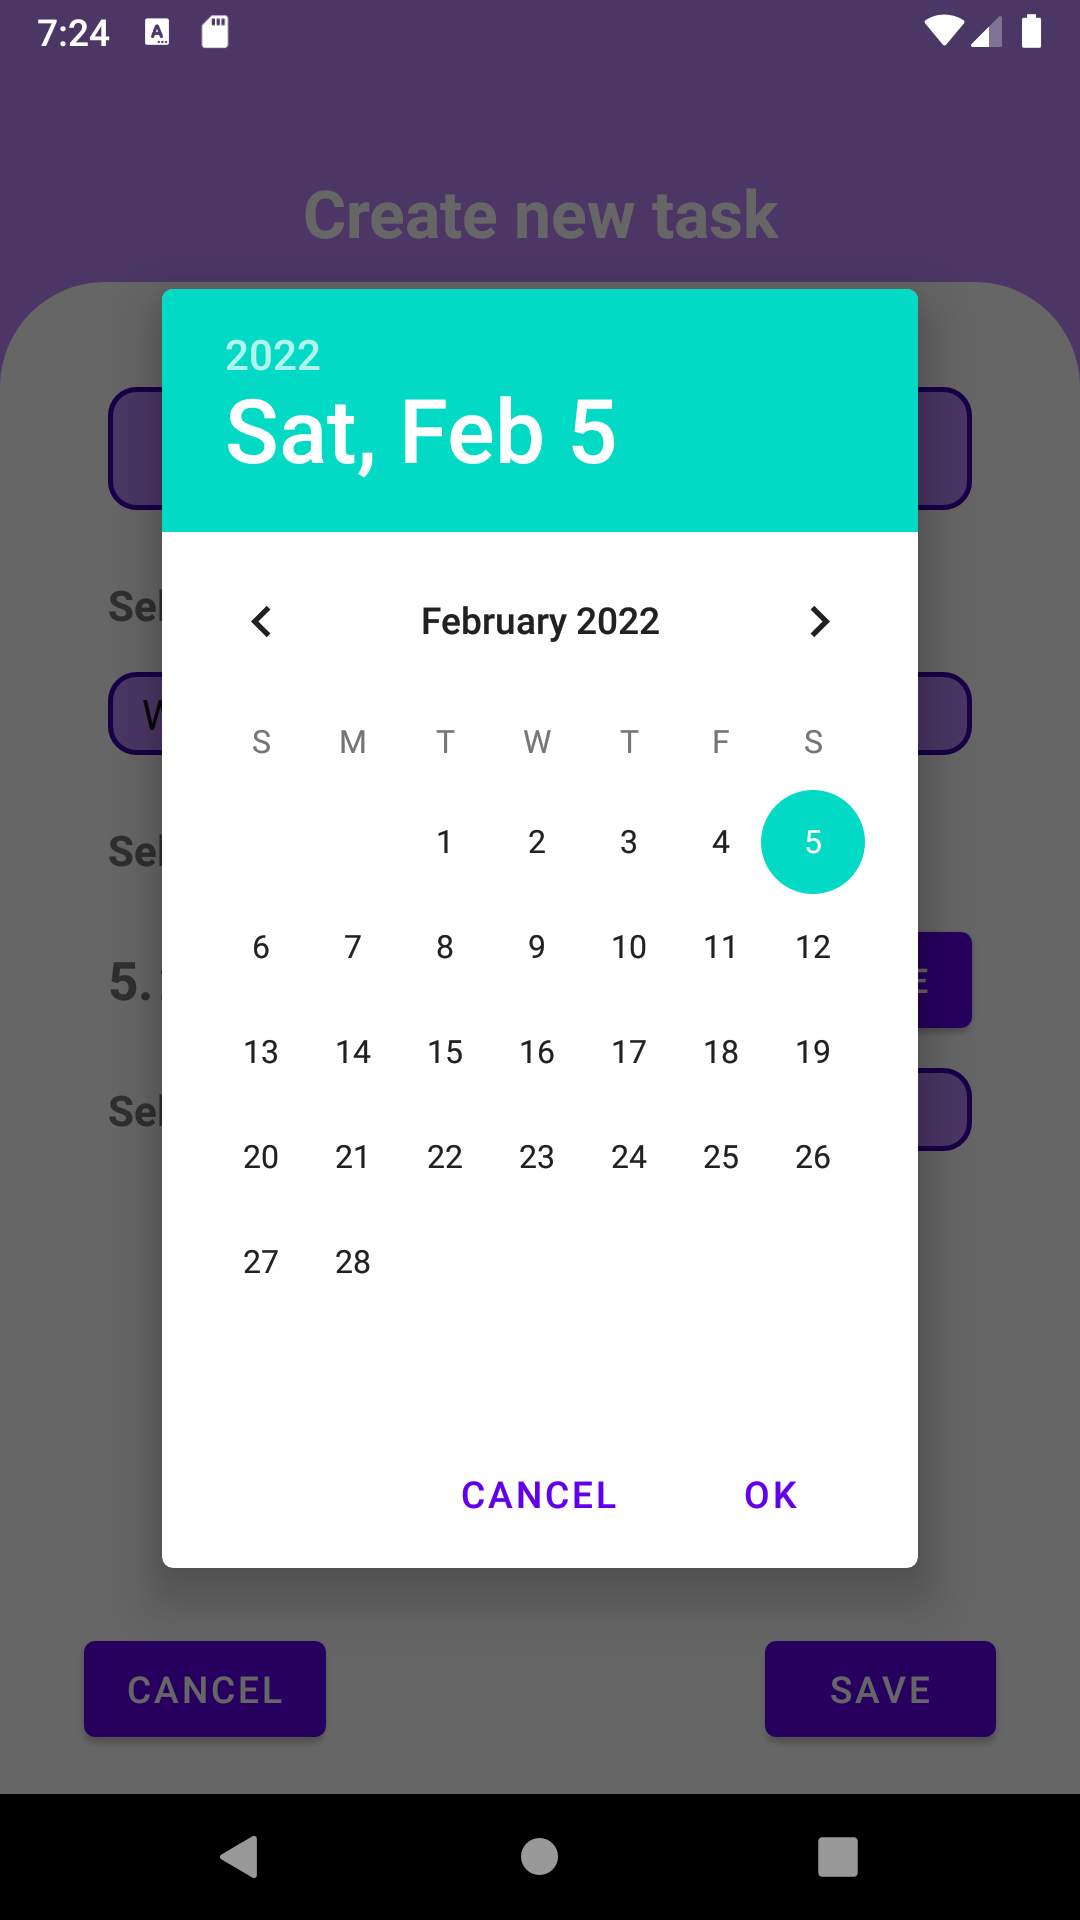 7:24
Create new task
2022
Sat, Feb 5
February 2022
S M T W T F S
1 2 3 4 5
6 7 8 9 10 11 12
13 14 15 16 17 18 19
20 21 22 23 24 25 26
27 28
CANCEL OK
CANCEL SAVE